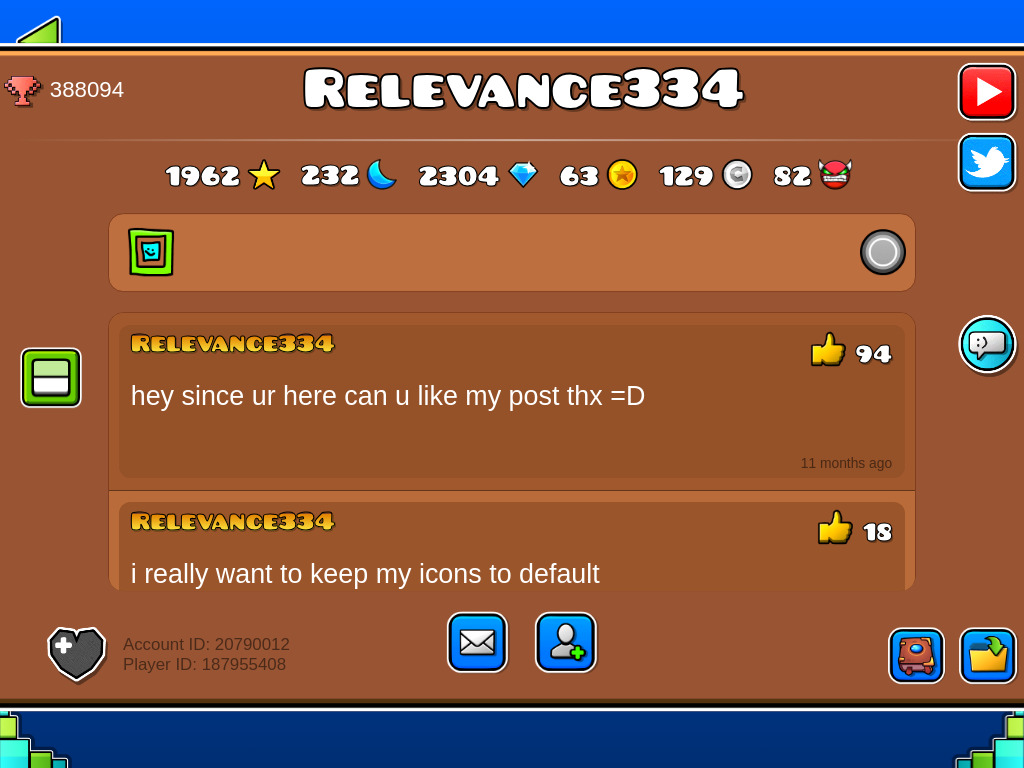 388094
Relevance334
1962 232 2304 63 129 82
Relevance334
94
hey since ur here can u like my post thx =D
11 months ago
Relevance334
18
i really want to keep my icons to default
Account ID: 20790012
Player ID: 187955408